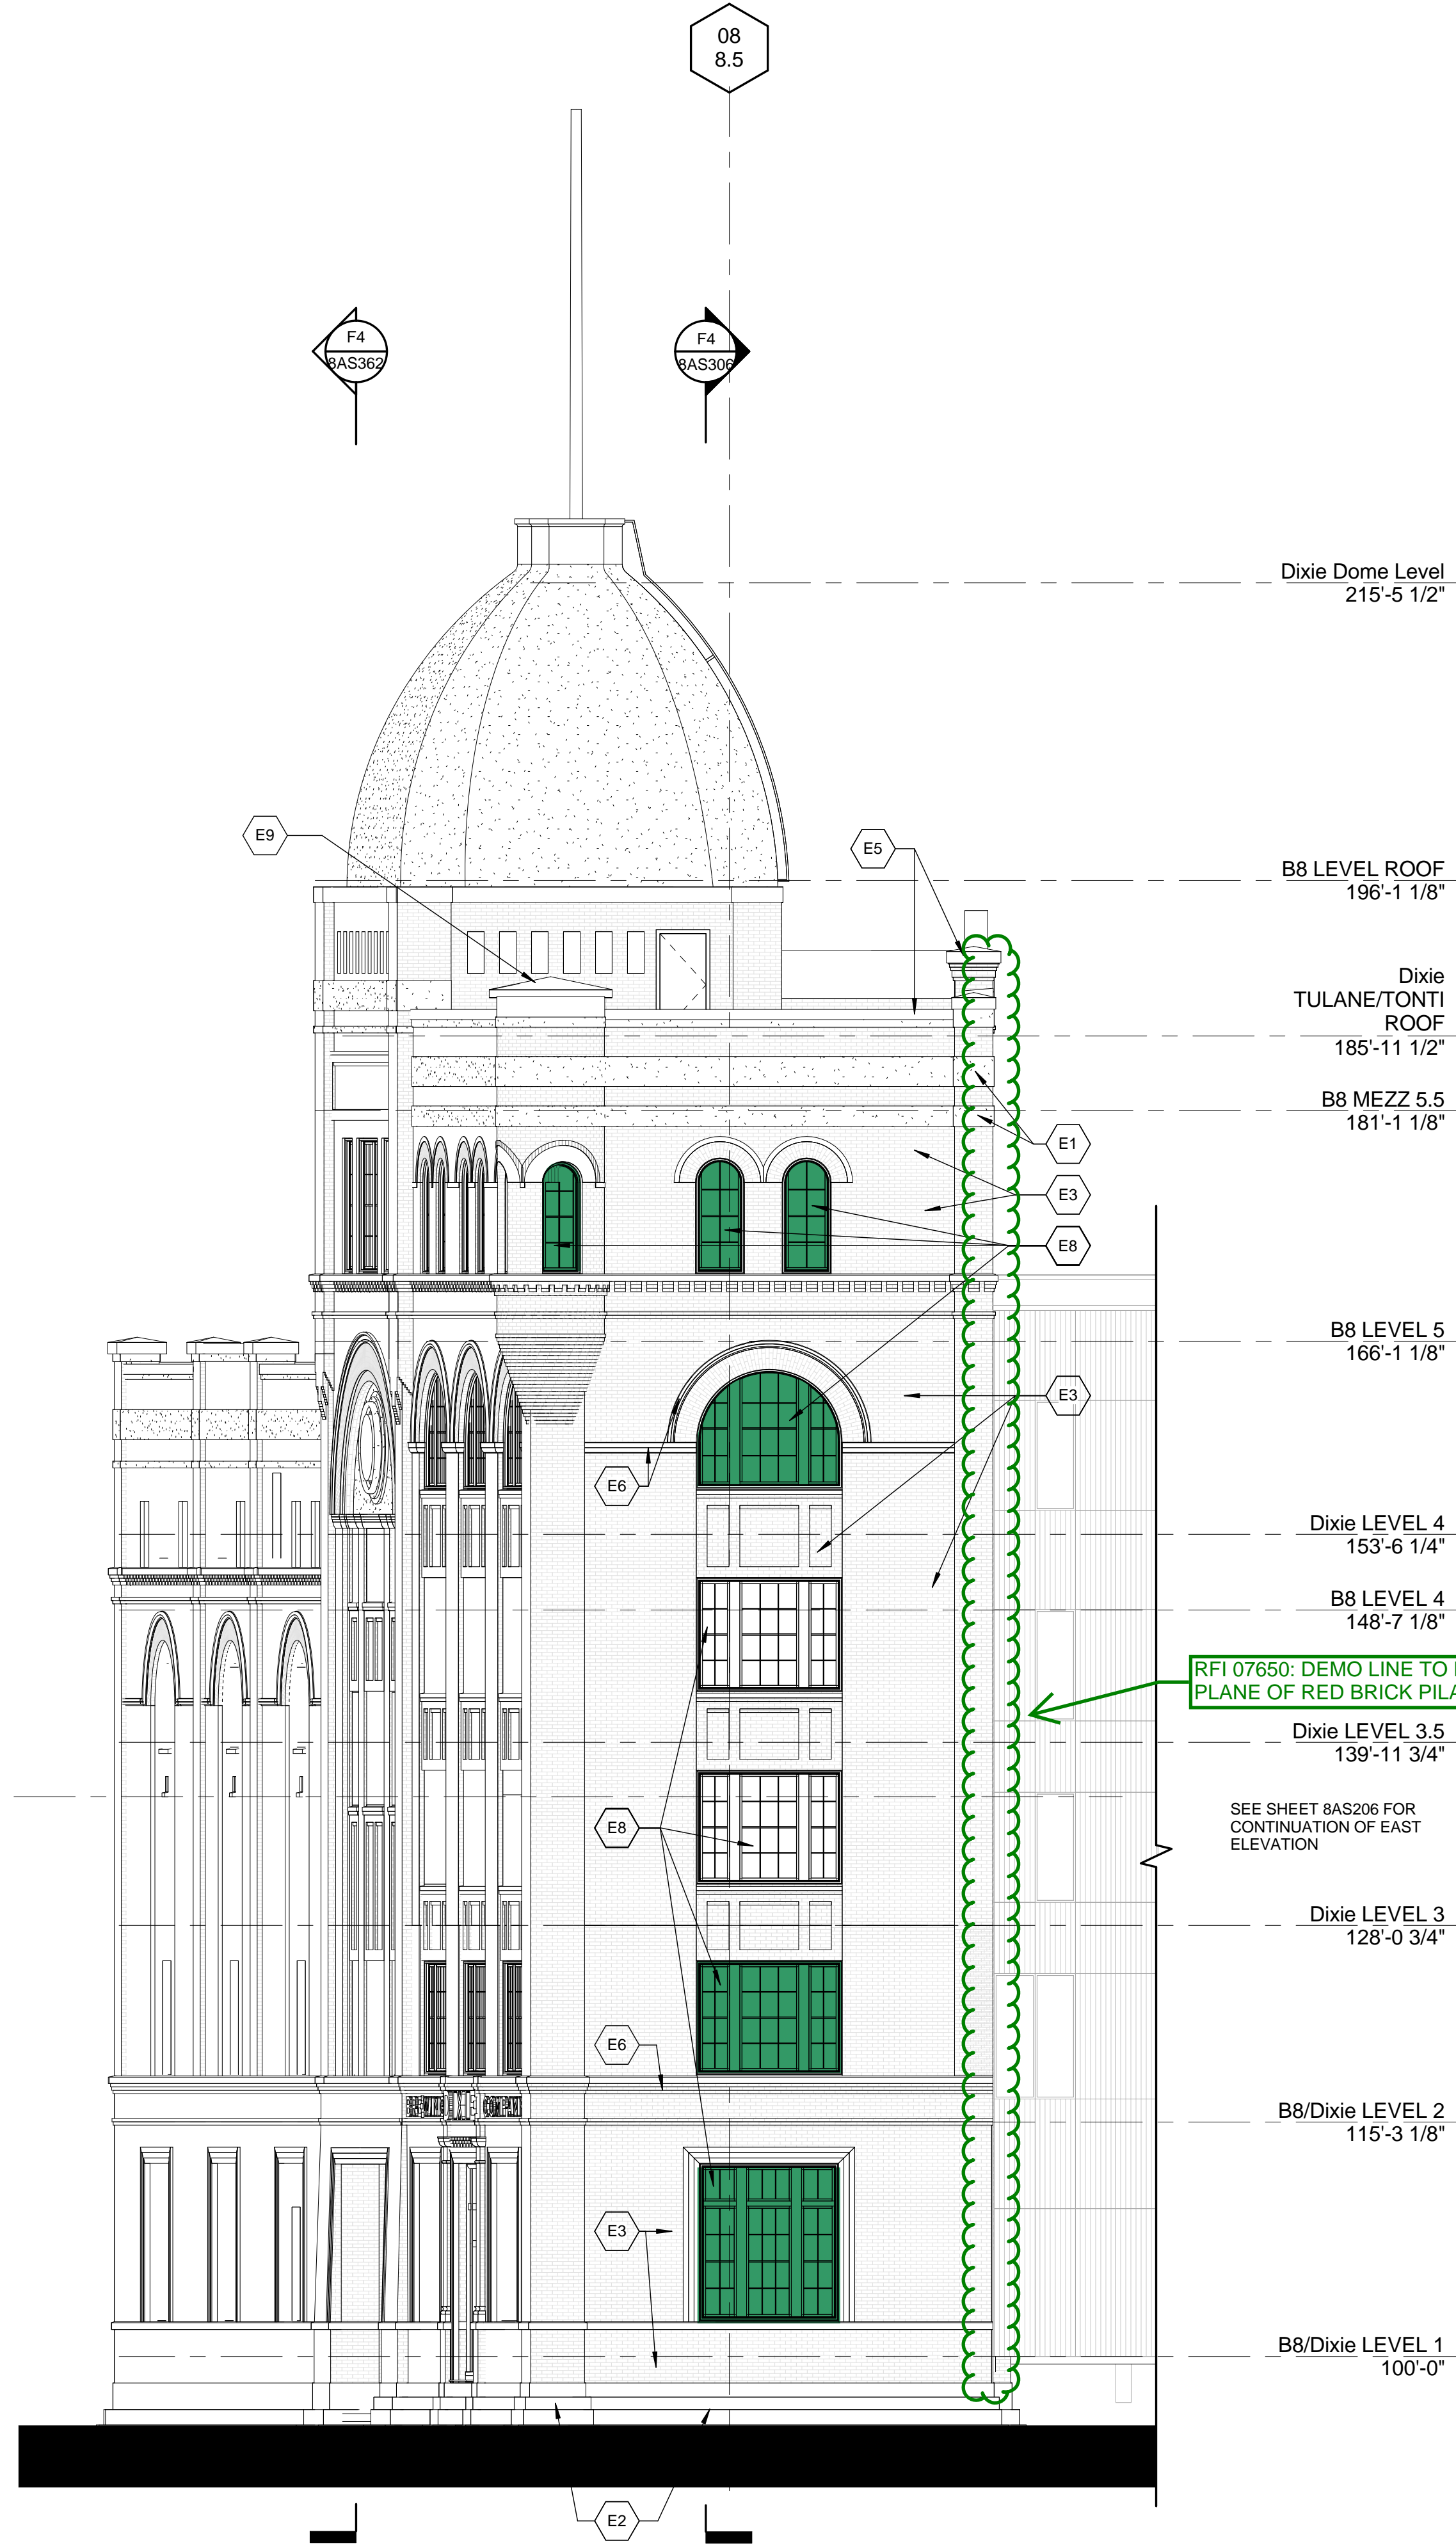 08
8.5
F4
8AS362
F4
8AS306
Dixie Dome Level
215'-5 1/2"
E9
E5
B8 LEVEL ROOF
196'-1 1/8"
Dixie
TULANE/TONTI
ROOF
185'-11 1/2"
B8 MEZZ 5.5
181'-1 1/8"
E1
E3
E8
B8 LEVEL 5
166'-1 1/8"
E3
E6
Dixie LEVEL 4
153'-6 1/4"
B8 LEVEL 4
148'-7 1/8"
RFI 07650: DEMO LINE TO
PLANE OF RED BRICK
Dixie LEVEL 3.5
139'-11 3/4"
SEE SHEET 8AS206 FOR
CONTINUATION OF EAST
ELEVATION
E8
Dixie LEVEL 3
128'-0 3/4"
E6
BREWING DIXIE COMPANY
B8/Dixie LEVEL 2
115'-3 1/8"
E3
B8/Dixie LEVEL 1
100'-0"
E2